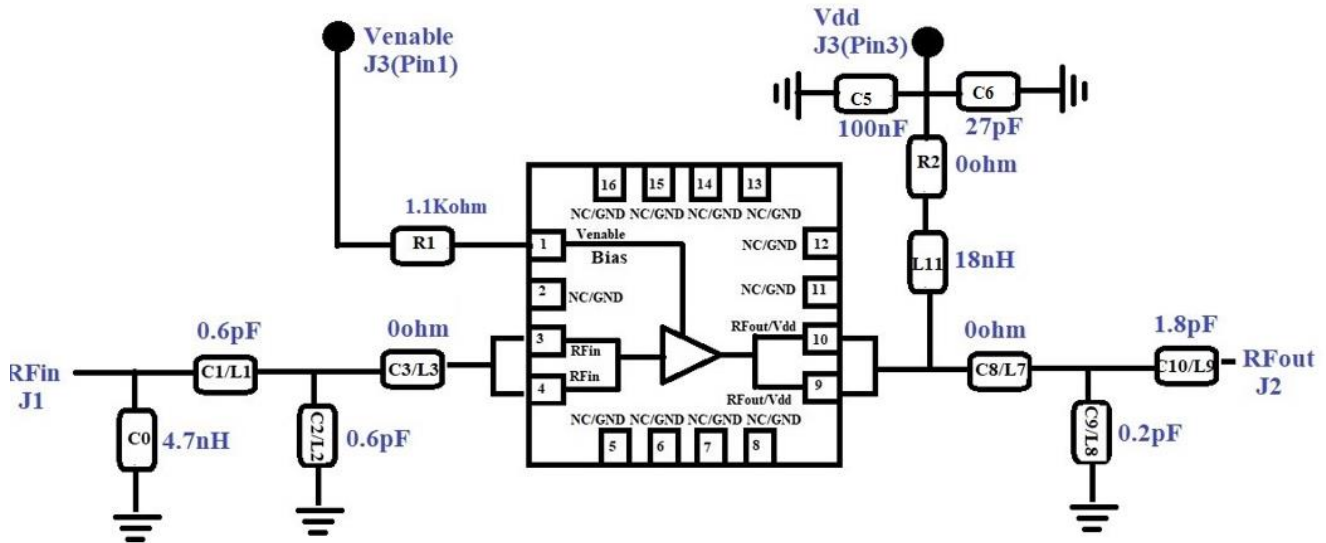 Venable
J3(Pin1)
Vdd
J3(Pin3)
C5
C6
100nF
27pF
R2
0ohm
16
15
14
13
NC/GND
NC/GND
NC/GND
NC/GND
1.1Kohm
R1
1
Venable
Bias
NC/GND
12
L11
18nH
2
NC/GND
NC/GND
11
0.6pF
0ohm
3
RFin
RFout/Vdd
10
0ohm
1.8pF
RFin
J1
C1/L1
C3/L3
4
RFin
9
RFout/Vdd
C8/L7
C10/L9
RFout
J2
C0
4.7nH
C2/L2
0.6pF
NC/GND
NC/GND
NC/GND
NC/GND
5
6
7
8
C9/L8
0.2pF